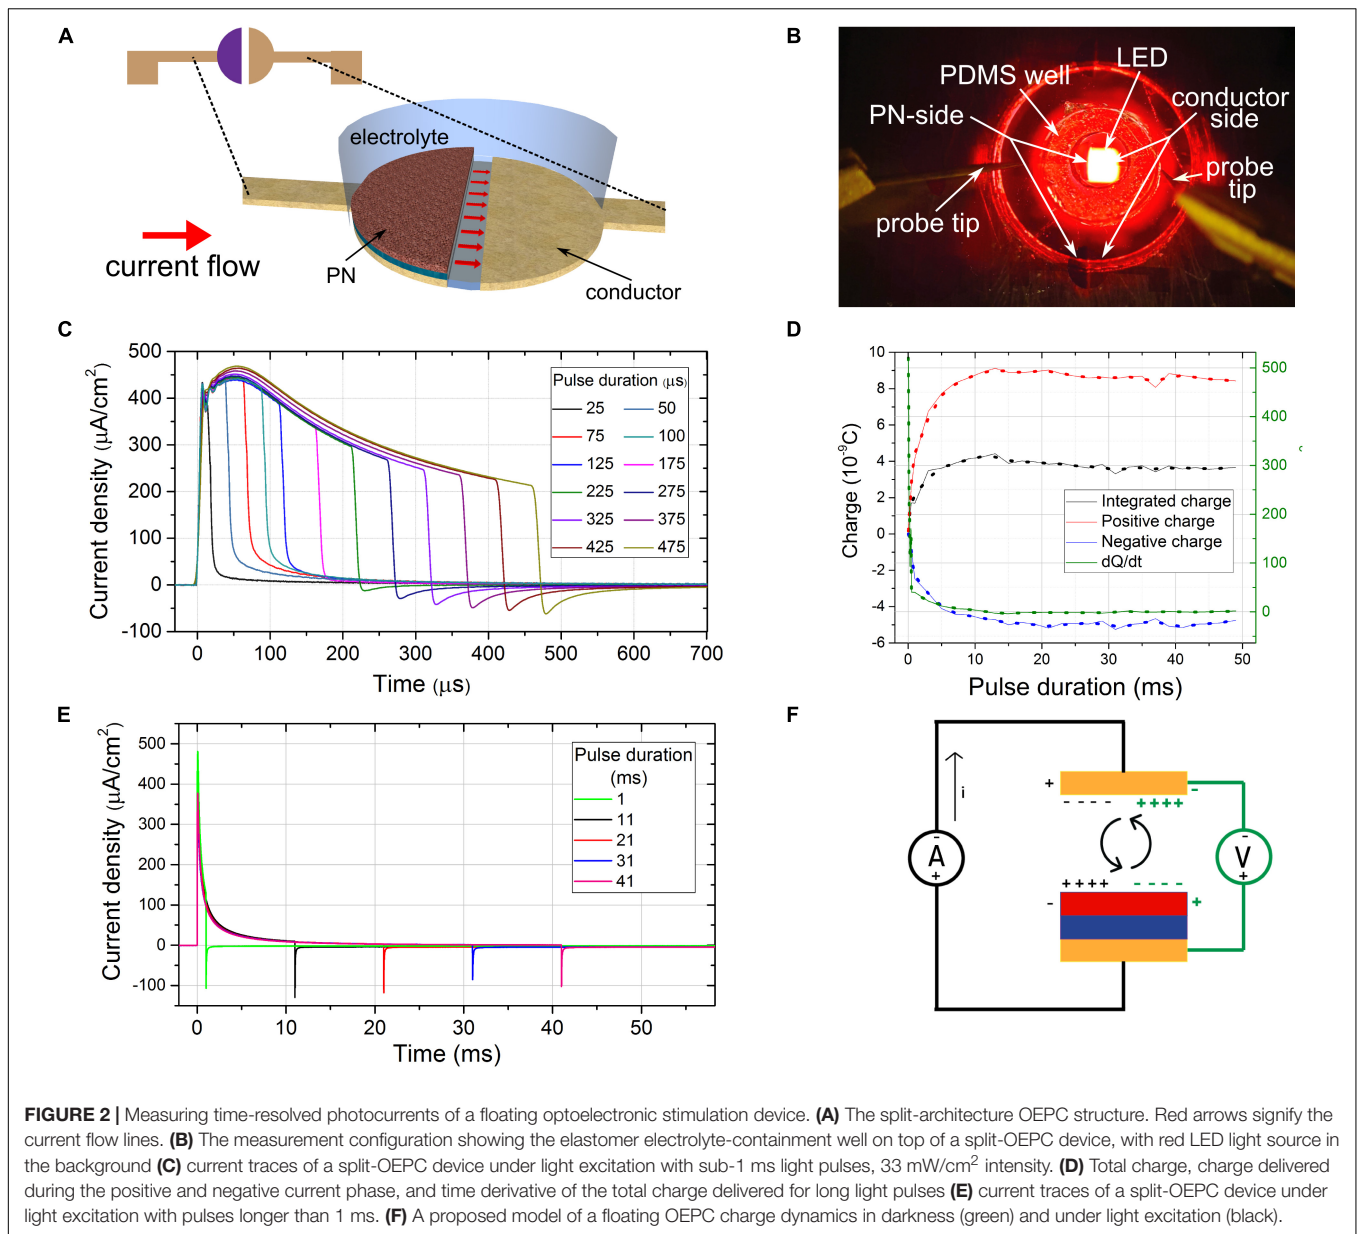 A
electrolyte
current flow
PN
conductor
B
LED
PDMS well
PN-side
conductor
side
probe tip
probe
tip
C
500
400
300
200
100
0
-100
Current density (μA/cm²)
Pulse duration (μs)
25 50
75 100
125 175
225 275
325 375
425 475
0 100 200 300 400 500 600 700
Time (μs)
D
10
8
6
4
2
0
-2
-4
-6
Charge (10⁻⁹C)
Integrated charge
Positive charge
Negative charge
dQ/dt
500
400
300
200
100
0
0 10 20 30 40 50
Pulse duration (ms)
E
500
400
300
200
100
0
-100
Current density (μA/cm²)
Pulse duration
(ms)
1
11
21
31
41
0 10 20 30 40 50
Time (ms)
F
i
+
- - - -
+ + + +
-
-
A
+
-
V
+
+ + + +
- - - -
-
+
FIGURE 2 | Measuring time-resolved photocurrents of a floating optoelectronic stimulation device. (A) The split-architecture OEPC structure. Red arrows signify the
current flow lines. (B) The measurement configuration showing the elastomer electrolyte-containment well on top of a split-OEPC device, with red LED light source in
the background (C) current traces of a split-OEPC device under light excitation with sub-1 ms light pulses, 33 mW/cm² intensity. (D) Total charge, charge delivered
during the positive and negative current phase, and time derivative of the total charge delivered for long light pulses (E) current traces of a split-OEPC device under
light excitation with pulses longer than 1 ms. (F) A proposed model of a floating OEPC charge dynamics in darkness (green) and under light excitation (black).